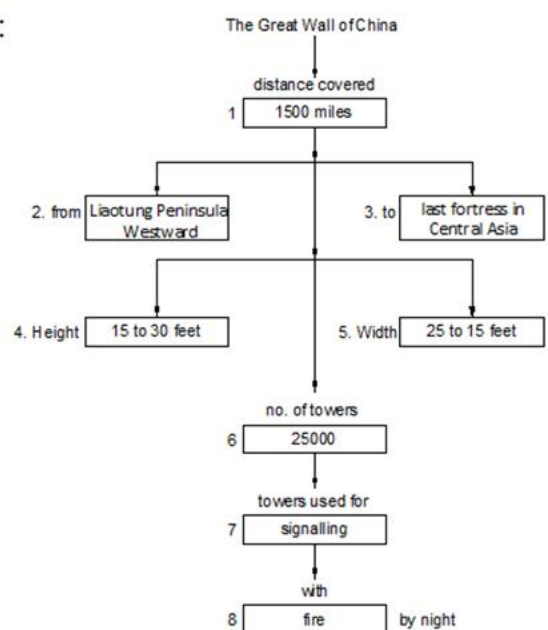 :
The Great Wall of China
distance covered
1 1500 miles
2. from Liaotung Peninsula
Westward
3. to last fortress in
Central Asia
4. Height 15 to 30 feet
5. Width 25 to 15 feet
no. of towers
6 25000
towers used for
7 signalling
with
8 fire by night